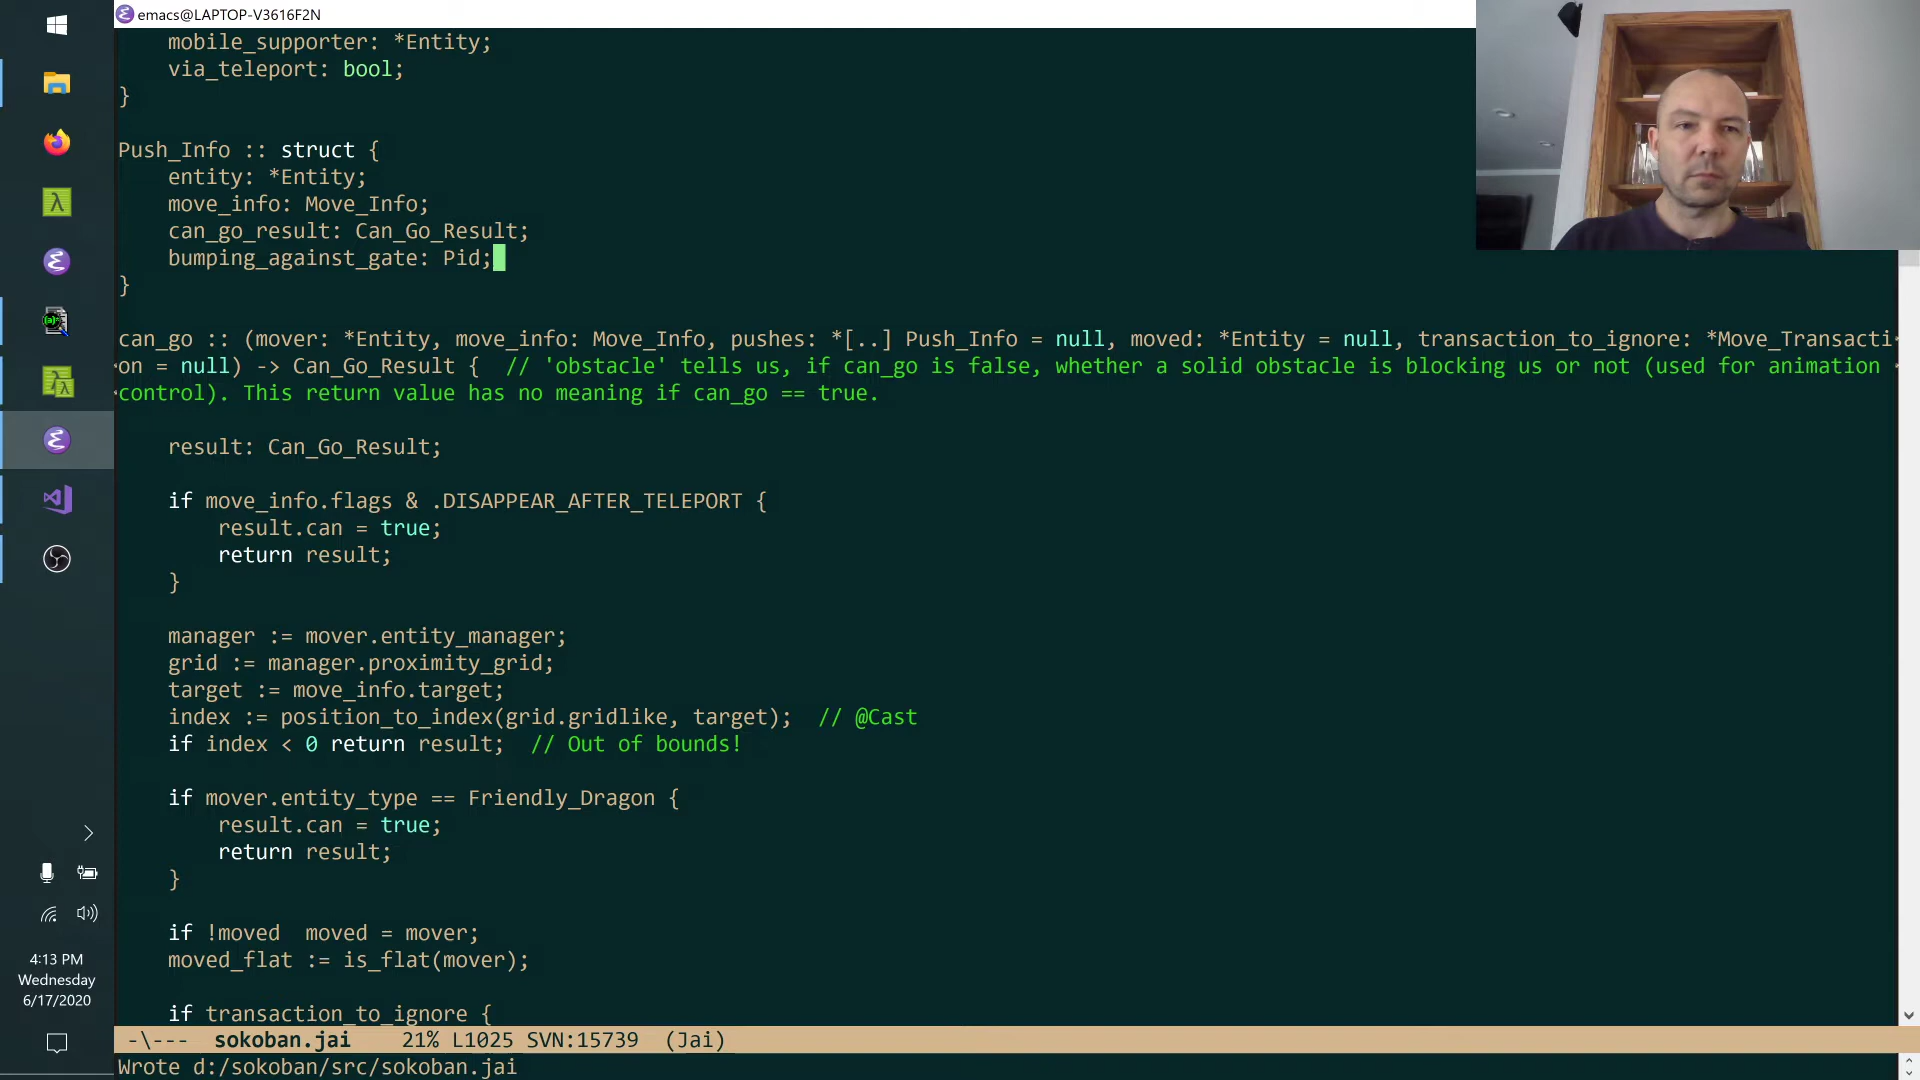 emacs@LAPTOP-V3616F2N
mobile_supporter: *Entity;
via_teleport: bool;
}
Push_Info :: struct {
entity: *Entity;
move_info: Move_Info;
can_go_result: Can_Go_Result;
bumping_against_gate: Pid;
}
can_go :: (mover: *Entity, move_info: Move_Info, pushes: *[..] Push_Info = null, moved: *Entity = null, transaction_to_ignore: *Move_Transacti
on = null) -> Can_Go_Result {  // 'obstacle' tells us, if can_go is false, whether a solid obstacle is blocking us or not (used for animation
control). This return value has no meaning if can_go == true.
result: Can_Go_Result;
if move_info.flags & .DISAPPEAR_AFTER_TELEPORT {
result.can = true;
return result;
}
manager := mover.entity_manager;
grid := manager.proximity_grid;
target := move_info.target;
index := position_to_index(grid.gridlike, target);  // @Cast
if index < 0 return result;  // Out of bounds!
if mover.entity_type == Friendly_Dragon {
result.can = true;
return result;
}
if !moved  moved = mover;
moved_flat := is_flat(mover);
if transaction_to_ignore {
-\---  sokoban.jai    21% L1025 SVN:15739  (Jai)
Wrote d:/sokoban/src/sokoban.jai
4:13 PM
Wednesday
6/17/2020